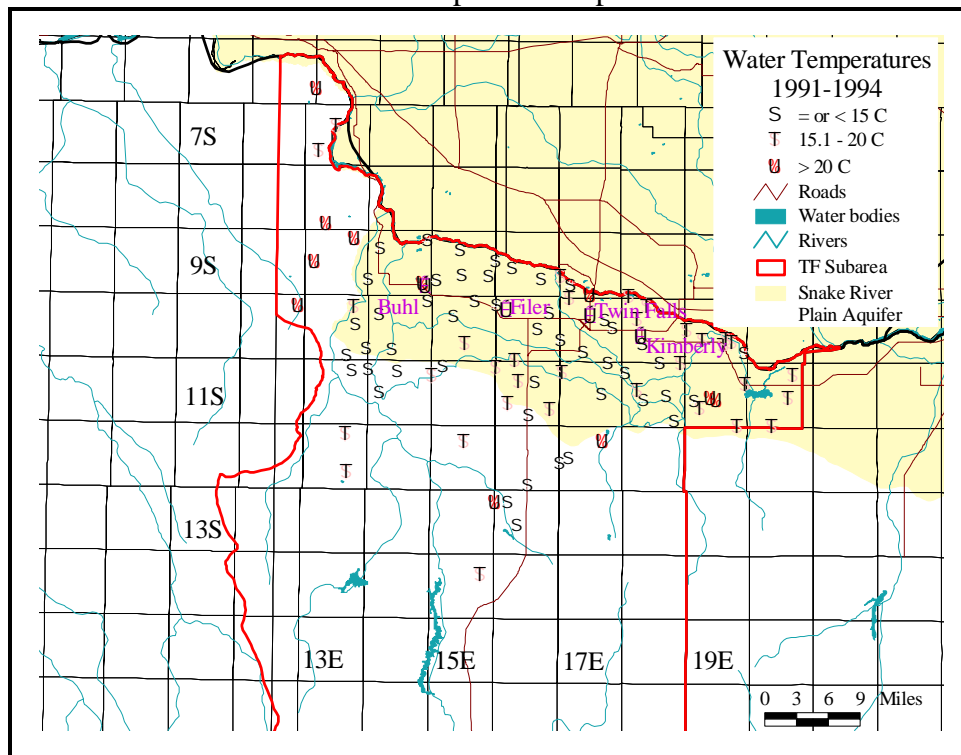 Water Temperatures
1991-1994
S = or < 15 C
T 15.1 - 20 C
U > 20 C
Roads
Water bodies
Rivers
TF Subarea
Snake River
Plain Aquifer
7S
9S
Buhl
Filer
Twin Falls
Kimberly
11S
13S
13E 15E 17E 19E
0 3 6 9 Miles